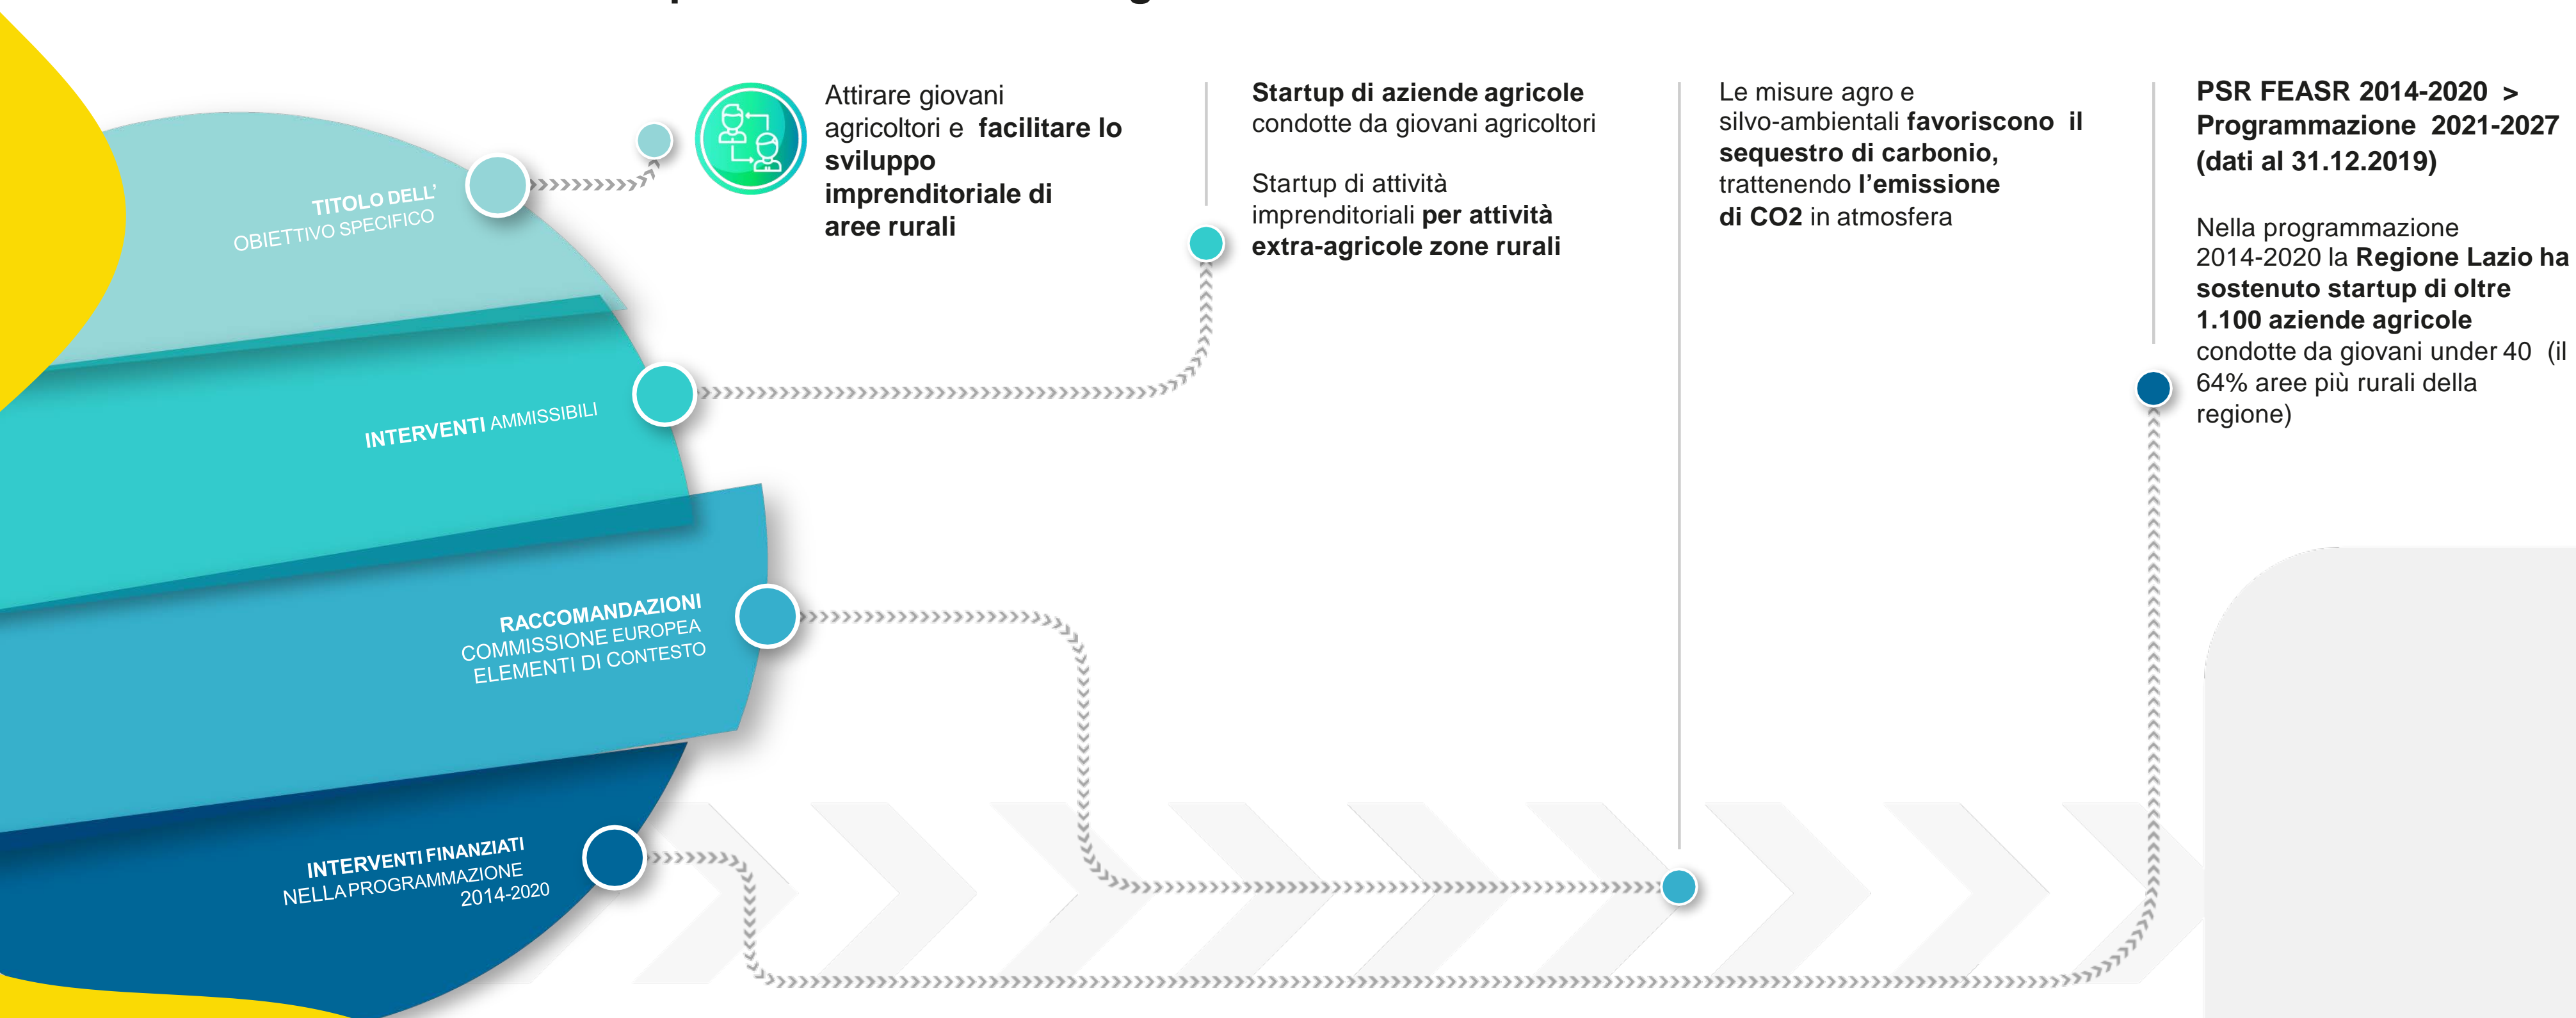 TITOLO DELL'
OBIETTIVO SPECIFICO
INTERVENTI AMMISSIBILI
RACCOMANDAZIONI
COMMISSIONE EUROPEA
ELEMENTI DI CONTESTO
INTERVENTI FINANZIATI
NELLA PROGRAMMAZIONE
2014-2020
Attirare giovani
agricoltori e facilitare lo
sviluppo
imprenditoriale di
aree rurali
Startup di aziende agricole
condotte da giovani agricoltori
Startup di attività
imprenditoriali per attività
extra-agricole zone rurali
Le misure agro e
silvo-ambientali favoriscono il
sequestro di carbonio,
trattenendo l'emissione
di CO2 in atmosfera
PSR FEASR 2014-2020 >
Programmazione 2021-2027
(dati al 31.12.2019)
Nella programmazione
2014-2020 la Regione Lazio ha
sostenuto startup di oltre
1.100 aziende agricole
condotte da giovani under 40 (il
64% aree più rurali della
regione)